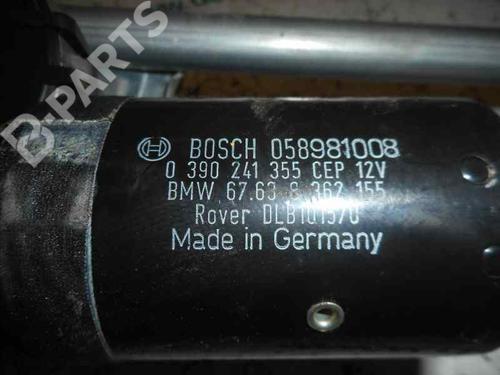 B-PARTS
BOSCH 058981008
0 390 241 355 CEP 12V
BMW 67.63 8 362 155
Rover DLB101570
Made in Germany